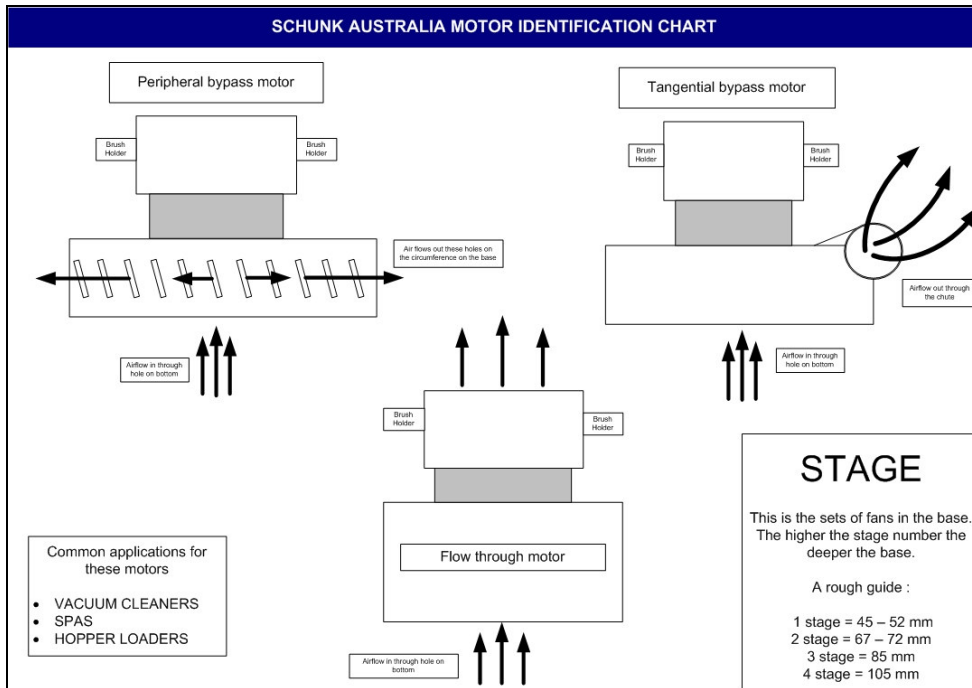 SCHUNK AUSTRALIA MOTOR IDENTIFICATION CHART
Peripheral bypass motor
Brush
Holder
Brush
Holder
Air flows out these holes on
the circumference on the base
Airflow in through
hole on bottom
Tangential bypass motor
Brush
Holder
Brush
Holder
Airflow out through
the chute
Airflow in through
hole on bottom
Brush
Holder
Brush
Holder
Flow through motor
Airflow in through hole on
bottom
Common applications for
these motors
• VACUUM CLEANERS
• SPAS
• HOPPER LOADERS
STAGE
This is the sets of fans in the base.
The higher the stage number the
deeper the base.
A rough guide :
1 stage = 45 – 52 mm
2 stage = 67 – 72 mm
3 stage = 85 mm
4 stage = 105 mm